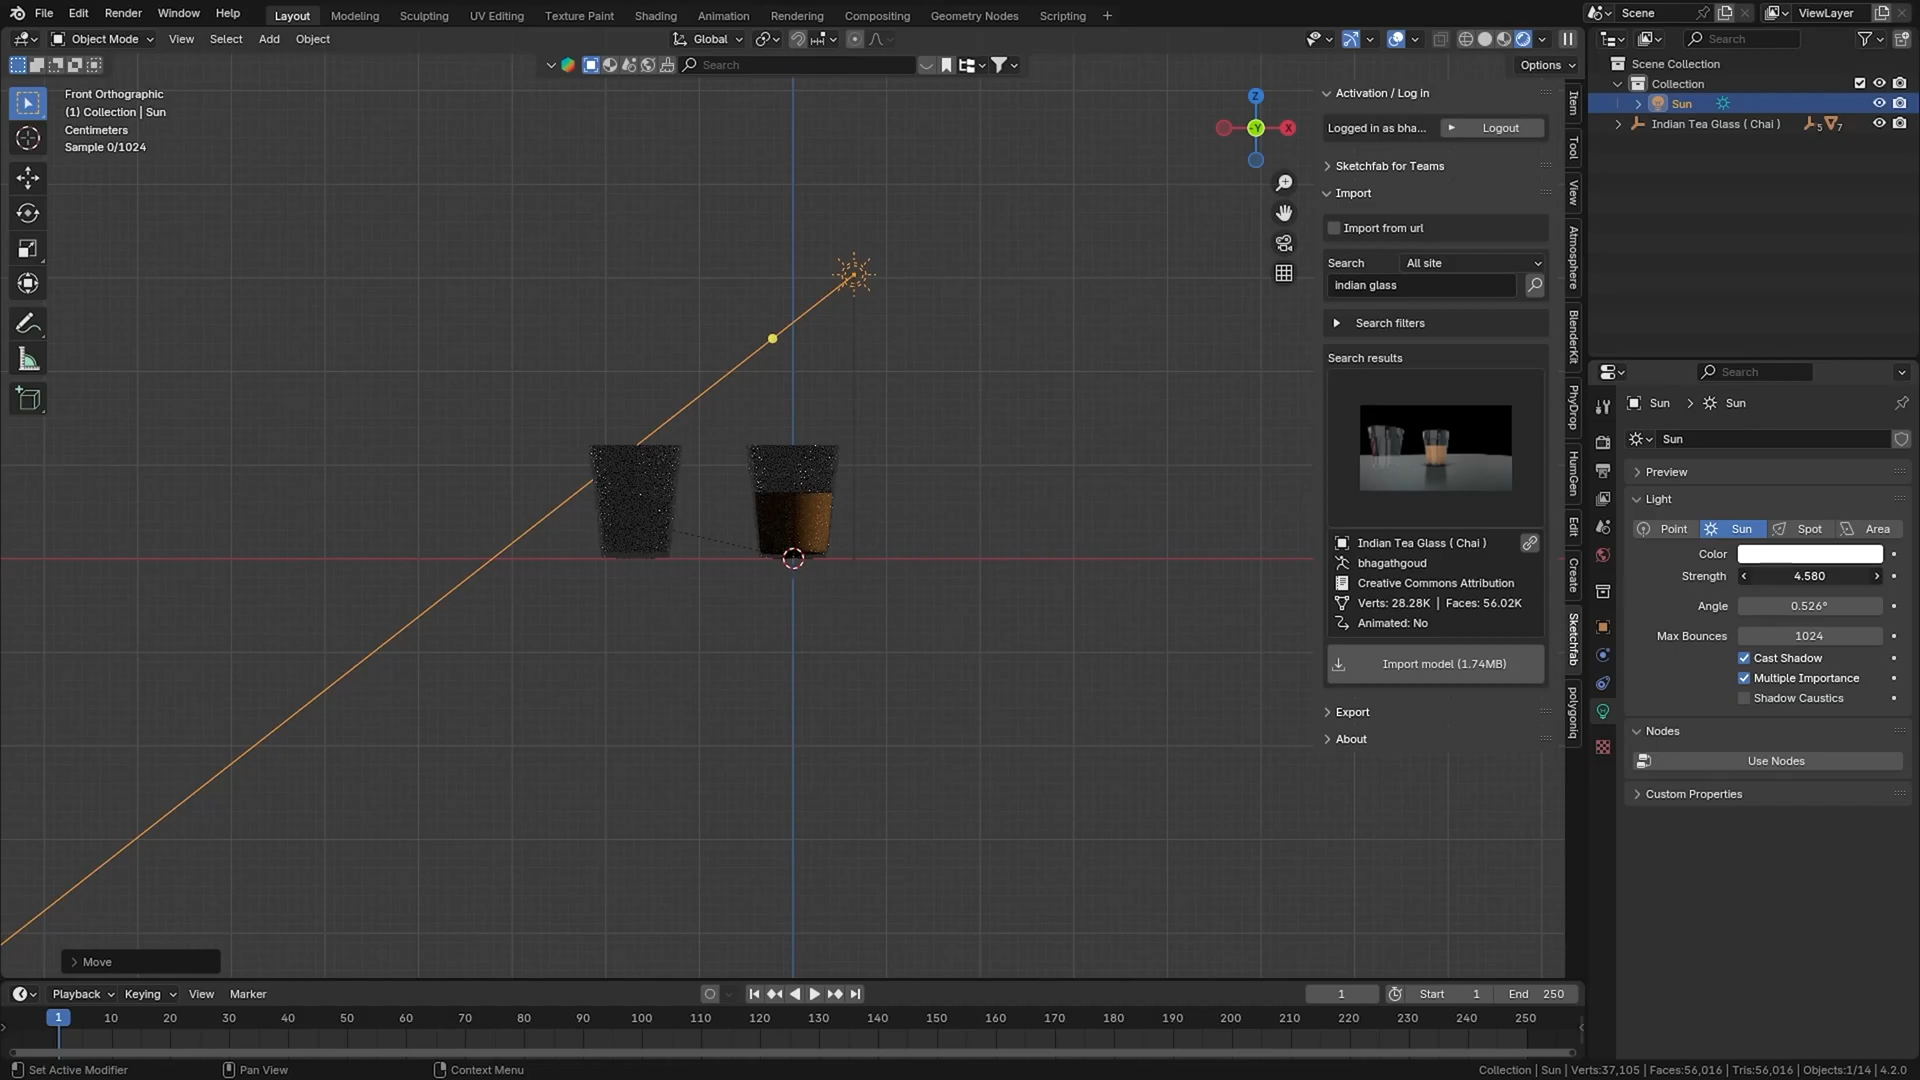 File Edit Render Window Help Layout Modeling Sculpting UV Editing Texture Paint Shading Animation Rendering Compositing Geometry Nodes Scripting + Scene ViewLayer
Object Mode View Select Add Object Global Search
Search Options
Scene Collection
Collection
Sun
Indian Tea Glass ( Chai ) 5 7
Front Orthographic
(1) Collection | Sun
Centimeters
Sample 0/1024
Z
-Y
X
Activation / Log in
Logged in as bha... Logout
Sketchfab for Teams
Import
Import from url
Search All site
indian glass
Search filters
Search results
Indian Tea Glass ( Chai )
bhagathgoud
Creative Commons Attribution
Verts: 28.28K | Faces: 56.02K
Animated: No
Import model (1.74MB)
Export
About
Item
Tool
View
Atmosphere
BlenderKit
PhyDrop
HumGen
Edit
Create
Sketchfab
polygoniq
Search
Sun > Sun
Sun
Preview
Light
Point Sun Spot Area
Color
Strength 4.580
Angle 0.526°
Max Bounces 1024
Cast Shadow
Multiple Importance
Shadow Caustics
Nodes
Use Nodes
Custom Properties
Move
Playback Keying View Marker 1 Start 1 End 250
1 10 20 30 40 50 60 70 80 90 100 110 120 130 140 150 160 170 180 190 200 210 220 230 240 250
Set Active Modifier Pan View Context Menu Collection | Sun | Verts:37,105 | Faces:56,016 | Tris:56,016 | Objects:1/14 | 4.2.0